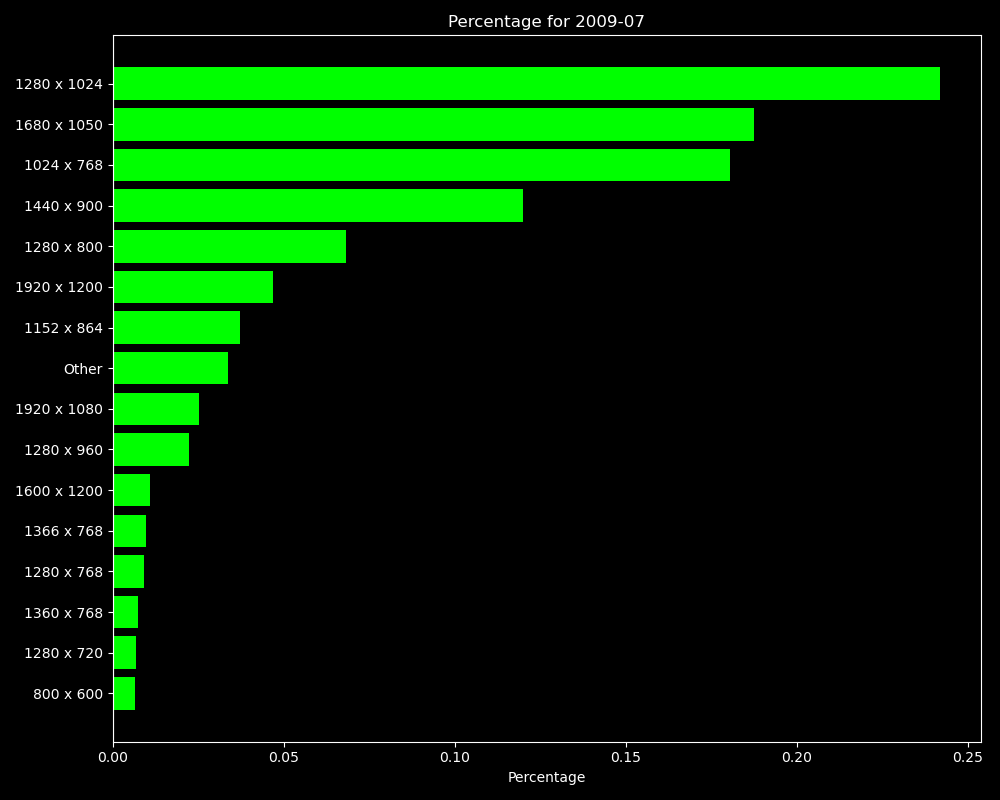 Percentage for 2009-07
1280 x 1024
1680 x 1050
1024 x 768
1440 x 900
1280 x 800
1920 x 1200
1152 x 864
Other
1920 x 1080
1280 x 960
1600 x 1200
1366 x 768
1280 x 768
1360 x 768
1280 x 720
800 x 600
0.00 0.05 0.10 0.15 0.20 0.25
Percentage